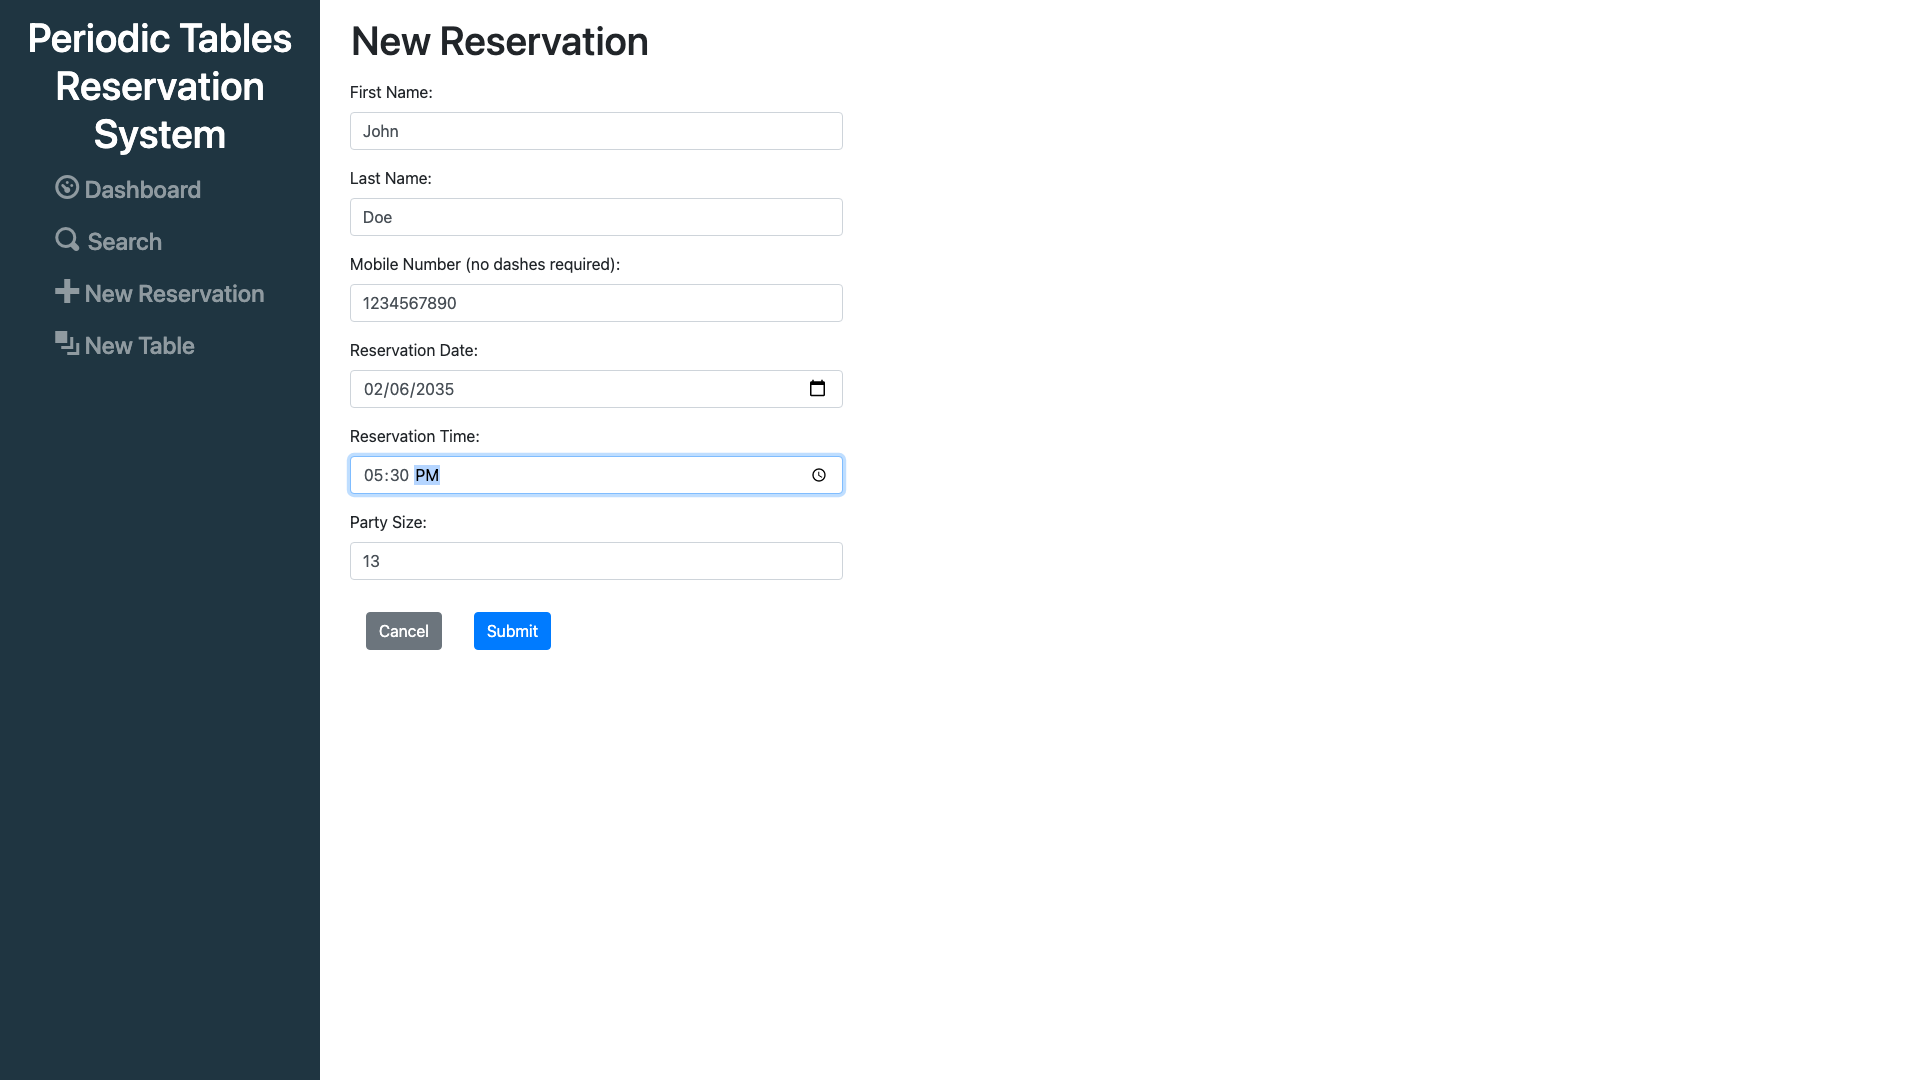 Periodic Tables
Reservation
System
Dashboard
Search
New Reservation
New Table
New Reservation
First Name:
John
Last Name:
Doe
Mobile Number (no dashes required):
1234567890
Reservation Date:
02/06/2035
Reservation Time:
05:30 PM
Party Size:
13
Cancel Submit